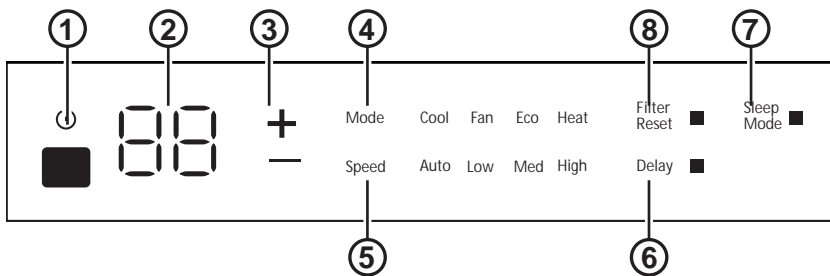 1 2 3 4 8 7
88
+
−
Mode Cool Fan Eco Heat
Filter
Reset
Sleep
Mode
Speed Auto Low Med High
Delay
5 6